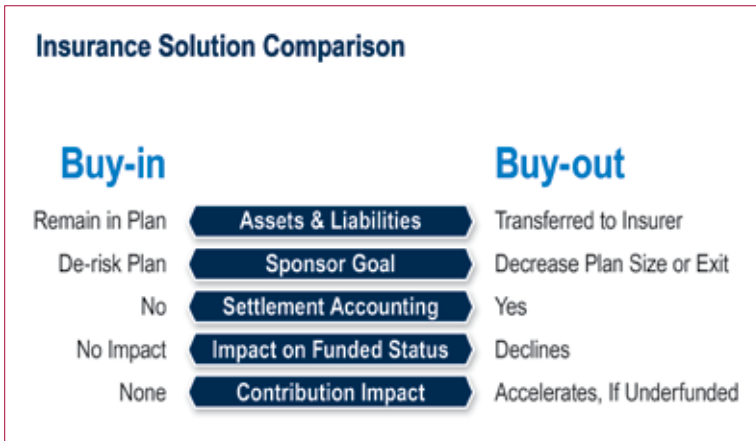 Insurance Solution Comparison
Buy-in Buy-out
Remain in Plan Assets & Liabilities Transferred to Insurer
De-risk Plan Sponsor Goal Decrease Plan Size or Exit
No Settlement Accounting Yes
No Impact Impact on Funded Status Declines
None Contribution Impact Accelerates, If Underfunded